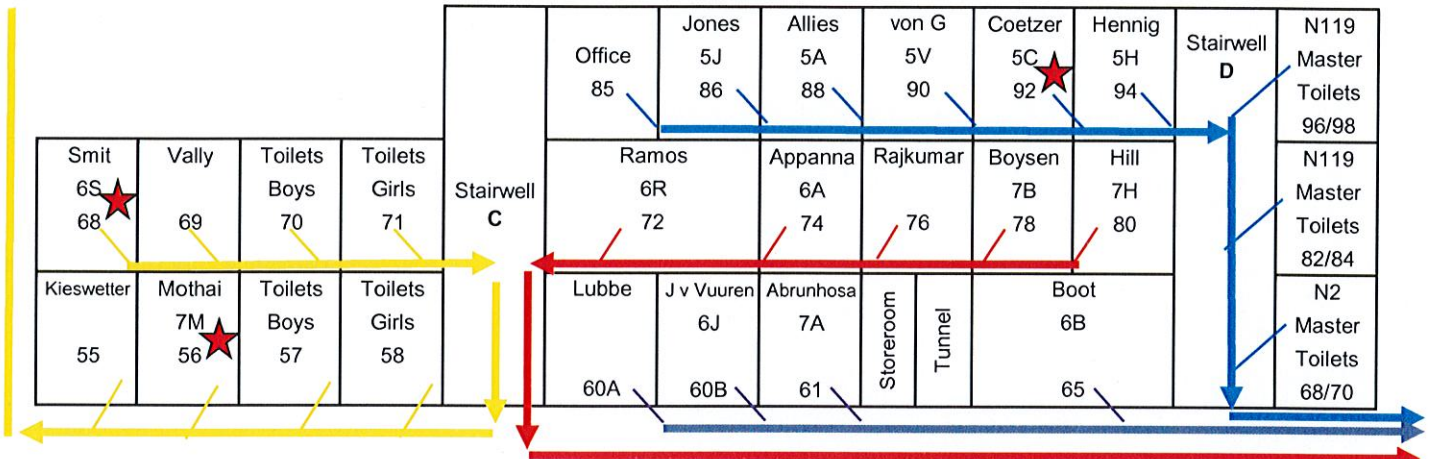 Office
85
Jones
5J
86
Allies
5A
88
von G
5V
90
Coetzer
5C
92
Hennig
5H
94
Stairwell
D
N119
Master
Toilets
96/98
Smit
6S
68
Vally
69
Toilets
Boys
70
Toilets
Girls
71
Stairwell
C
Ramos
6R
72
Appanna
6A
74
Rajkumar
76
Boysen
7B
78
Hill
7H
80
N119
Master
Toilets
82/84
Kieswetter
55
Mothai
7M
56
Toilets
Boys
57
Toilets
Girls
58
Lubbe
60A
J v Vuuren
6J
60B
Abrunhosa
7A
61
Storeroom
Tunnel
Boot
6B
65
N2
Master
Toilets
68/70